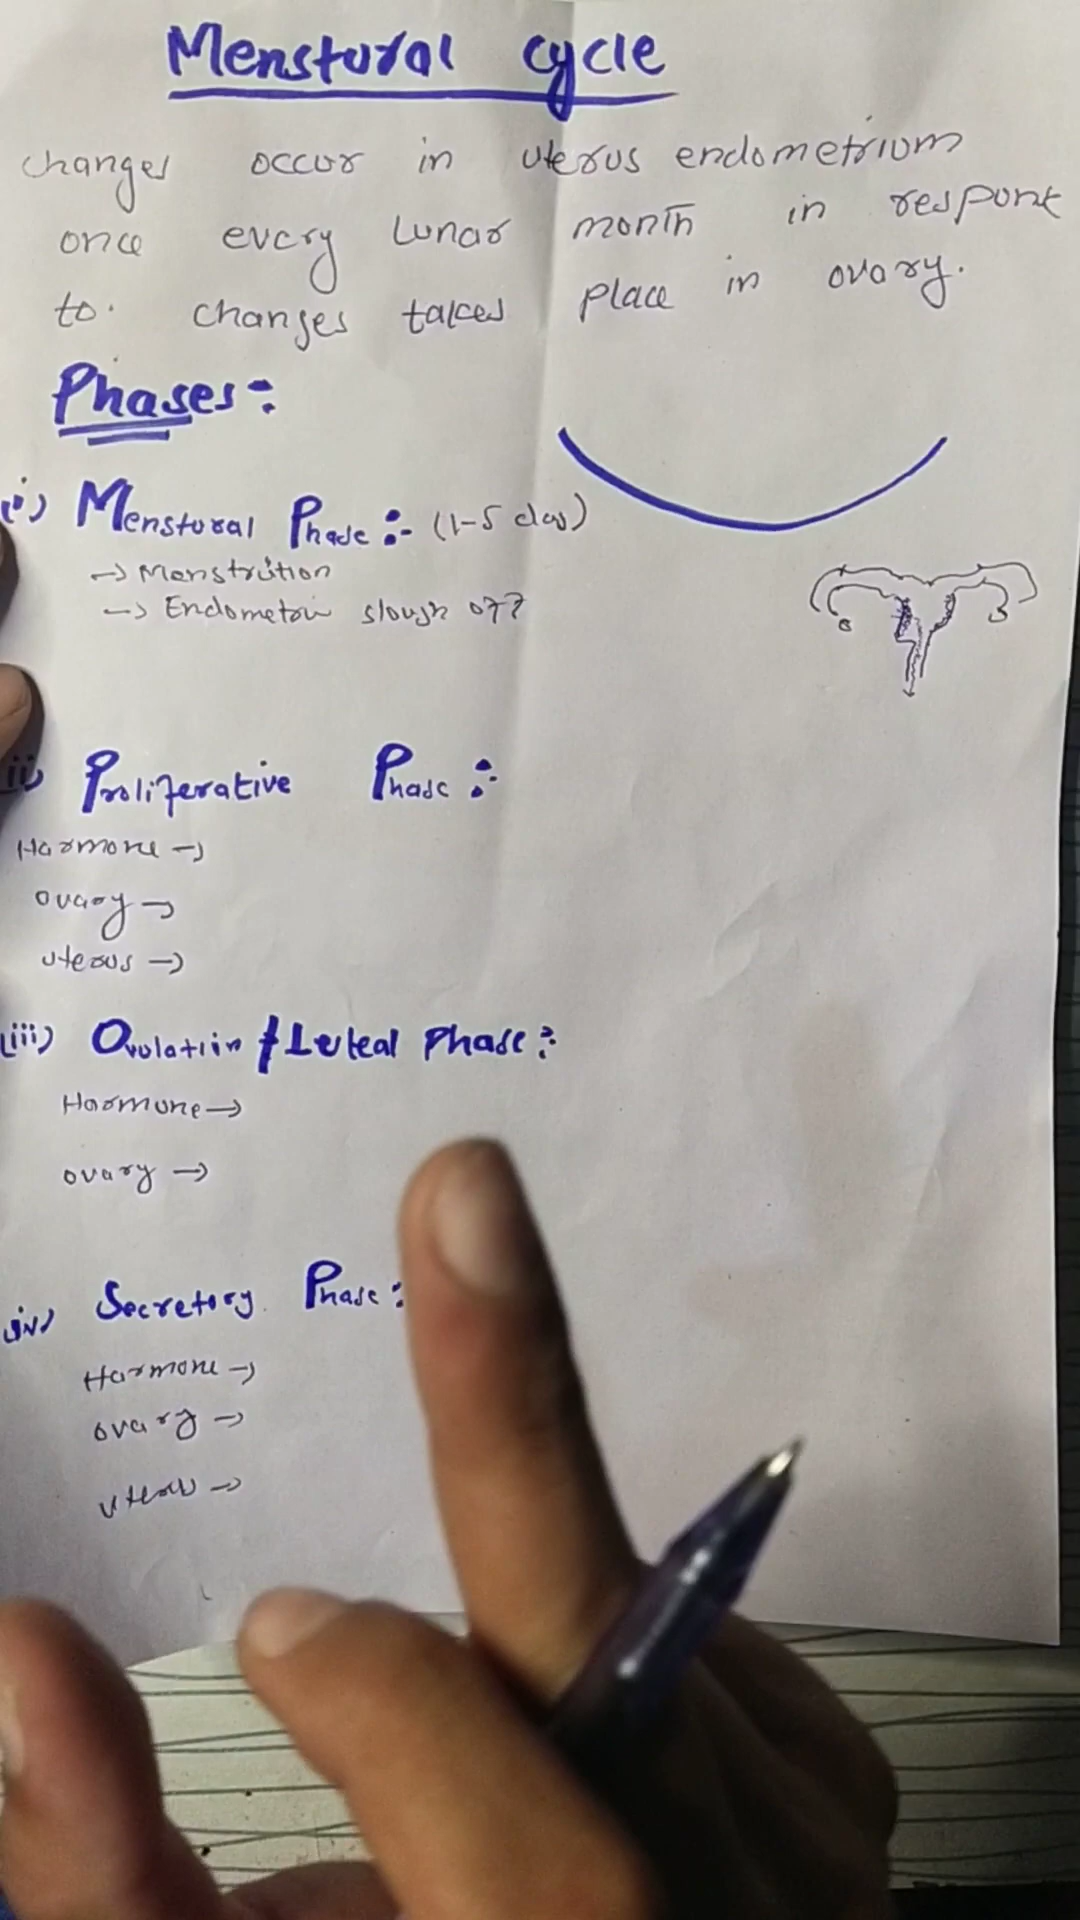 Menstural cycle
changes occur in uterus endometrium
once every Lunar month in response
to. changes takes place in ovary.
Phases:-
(i) Menstural Phase :- (1-5 day)
→ Menstrution
→ Endometriu slough off
ii) Proliferative Phase :-
Harmone →
Ovary →
uterus →
(iii) Ovulation / Luteal Phase :-
Harmone →
ovary →
iv) Secretory Phase :
Harmone →
ovary →
uterus →